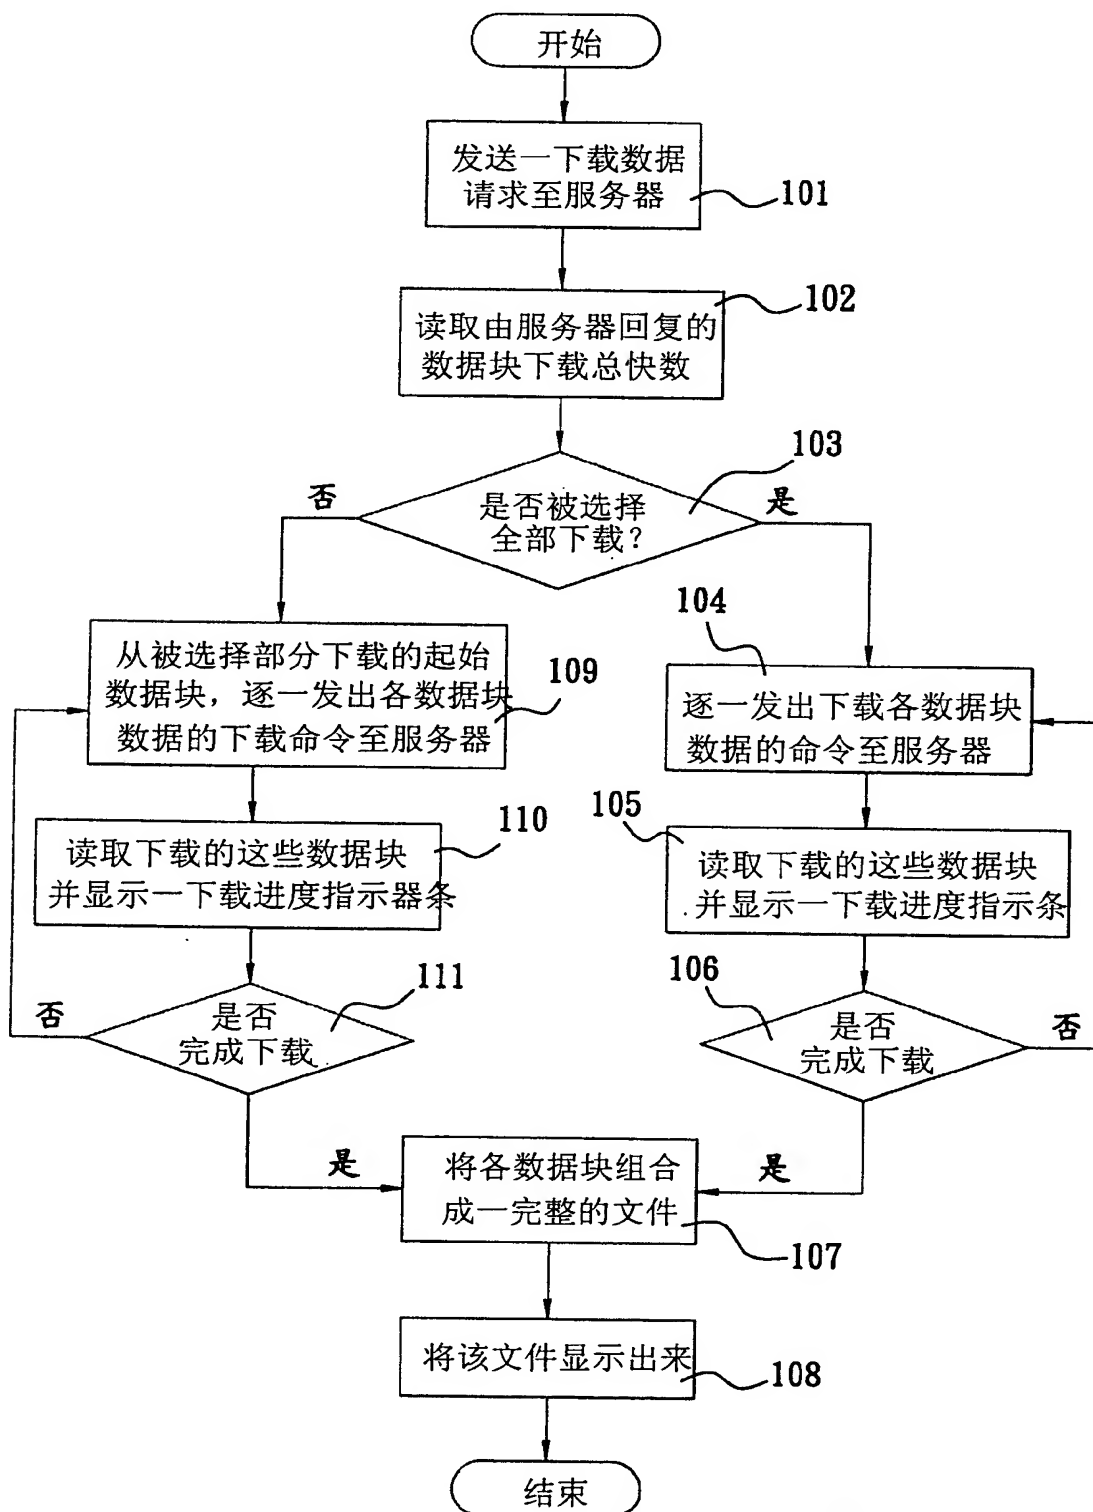 开始
发送一下载数据
请求至服务器
101
102
读取由服务器回复的
数据块下载总快数
103
否
是
是否被选择
全部下载？
104
从被选择部分下载的起始
数据块，逐一发出各数据块
数据的下载命令至服务器
109
逐一发出下载各数据块
数据的命令至服务器
110
读取下载的这些数据块
并显示一下载进度指示器条
105
读取下载的这些数据块
并显示一下载进度指示条
111
否
是否
完成下载
106
是否
完成下载
否
是
将各数据块组合
成一完整的文件
是
107
将该文件显示出来
108
结束